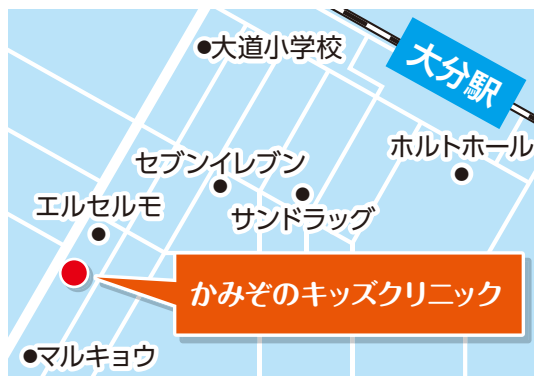 大道小学校
大分駅
ホルトホール
セブンイレブン
サンドラッグ
エルセルモ
かみぞのキッズクリニック
マルキョウ